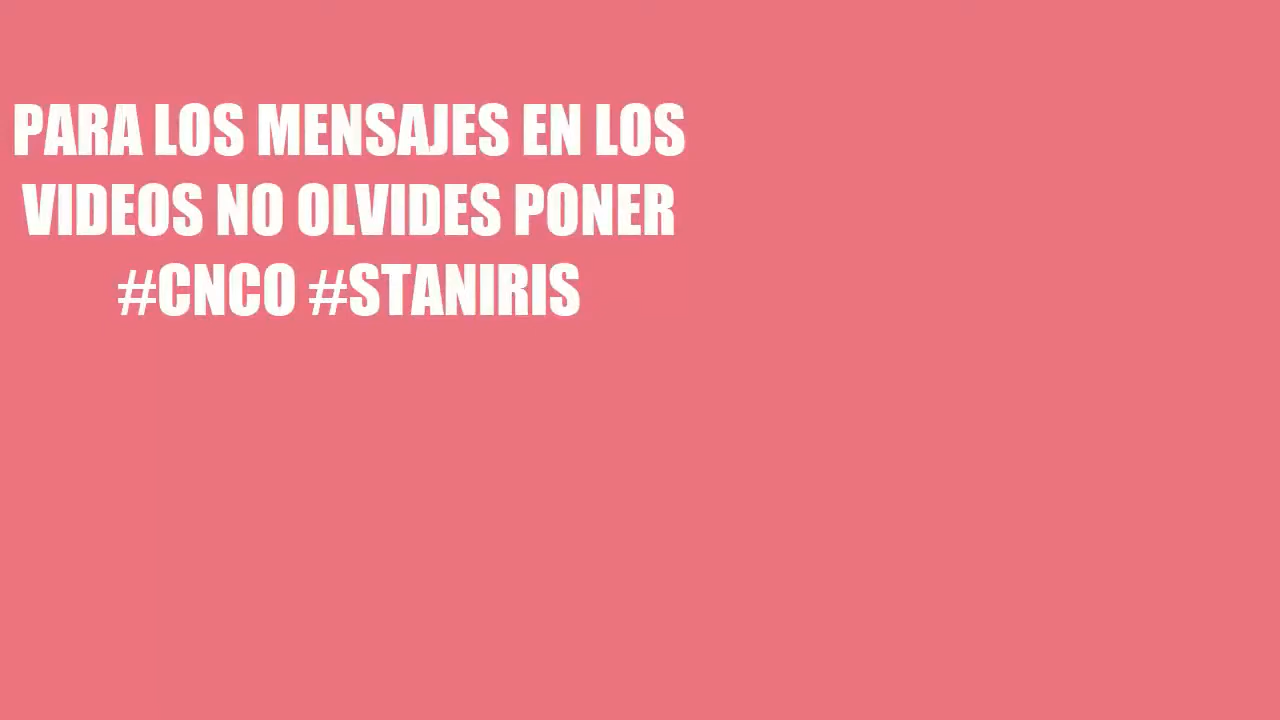 PARA LOS MENSAJES EN LOS
VIDEOS NO OLVIDES PONER
#CNCO #STANIRIS